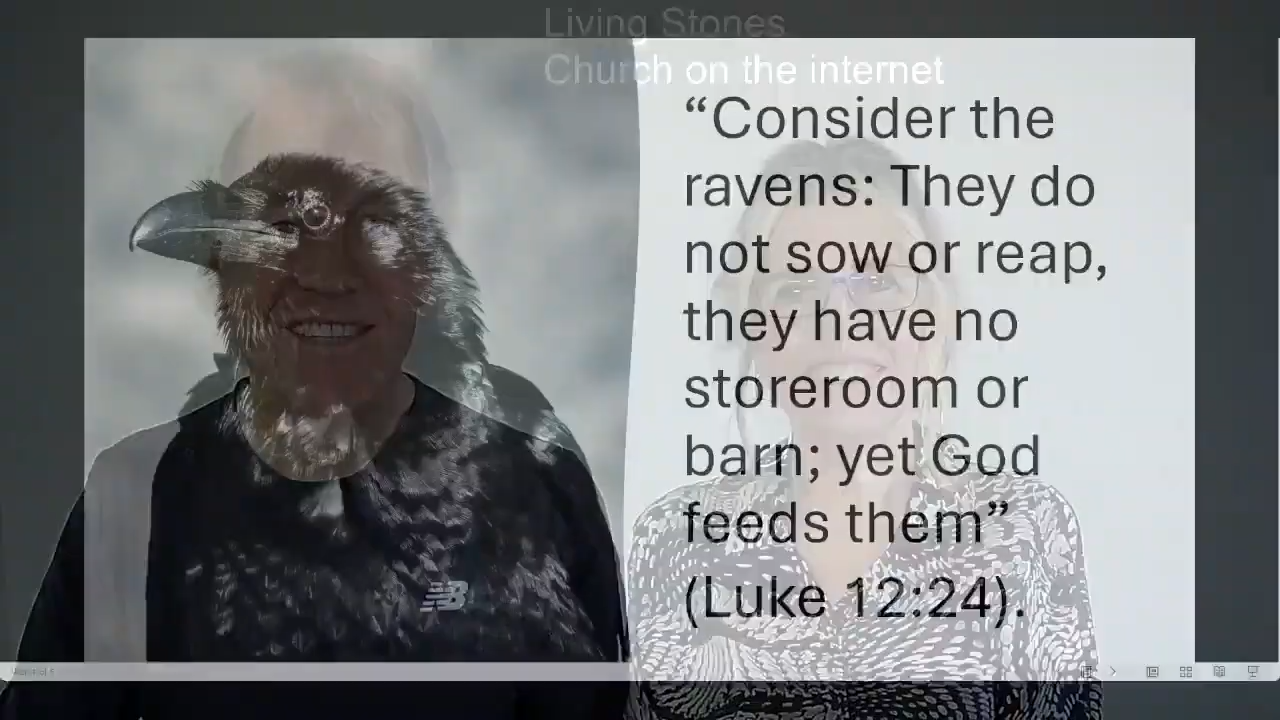 Living Stones
Church on the internet
“Consider the
ravens: They do
not sow or reap,
they have no
storeroom or
barn; yet God
feeds them”
(Luke 12:24).
NB